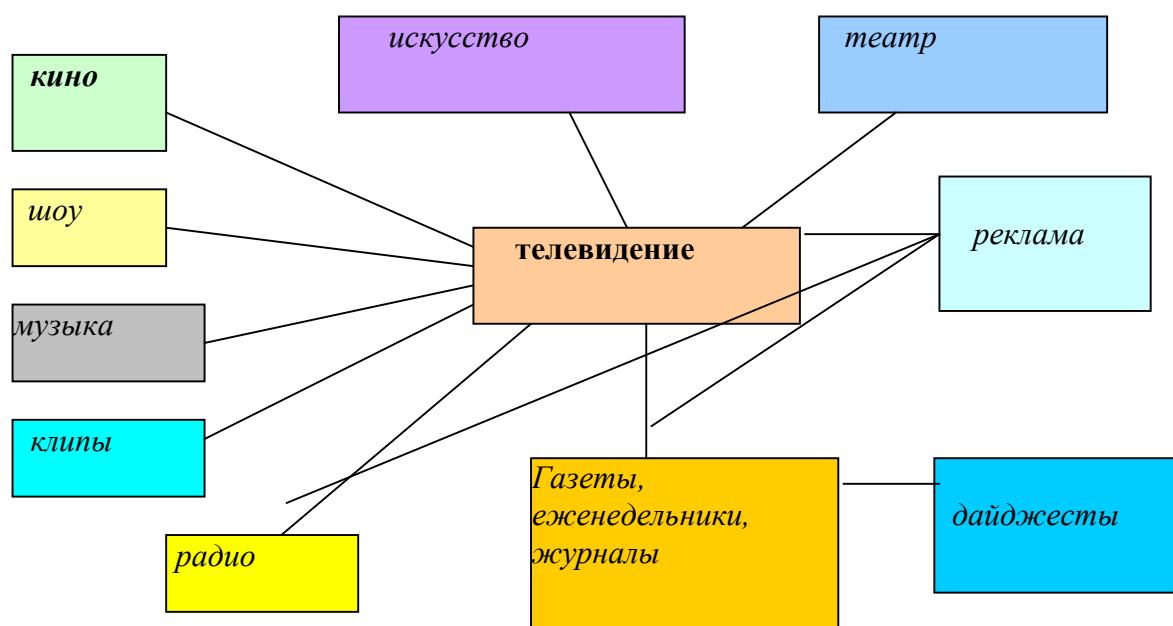 искусство
театр
кино
шоу
реклама
телевидение
музыка
клипы
Газеты,
еженедельники,
журналы
дайджесты
радио